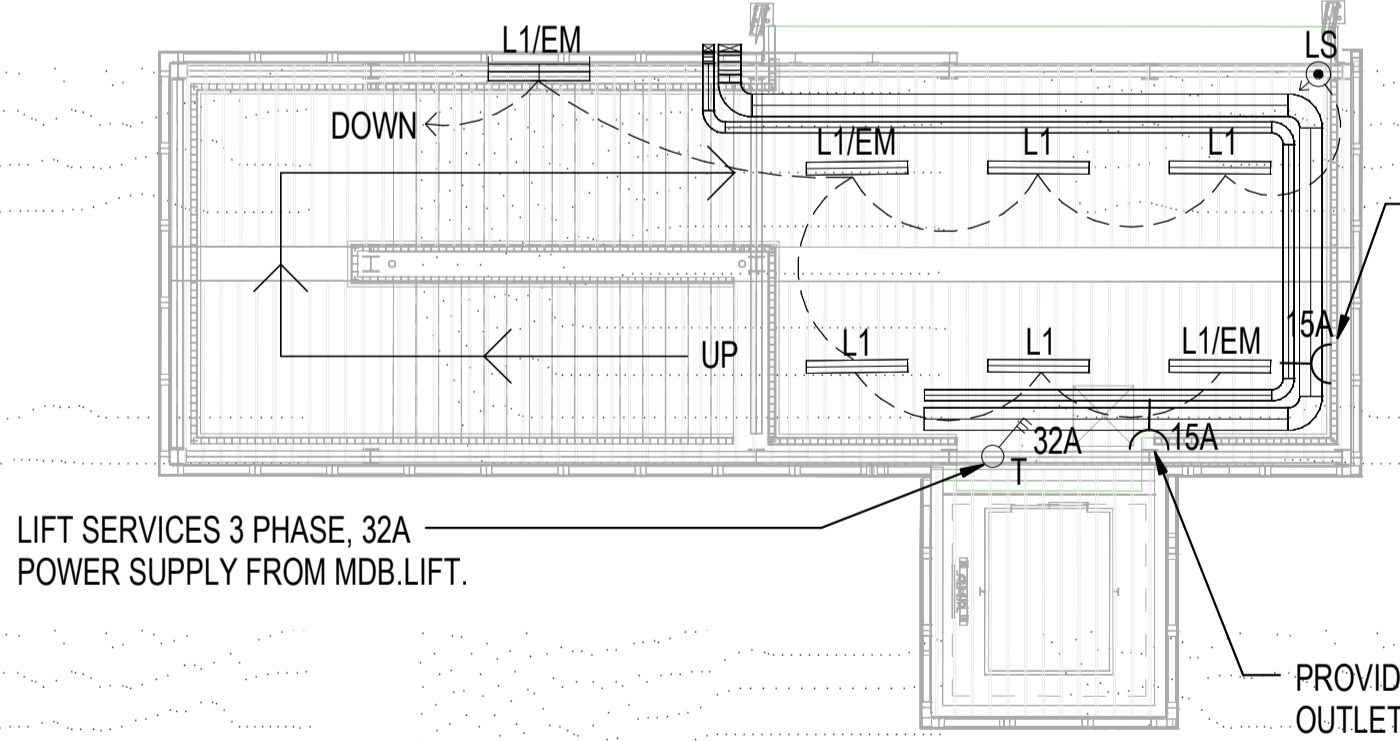 L1/EM
LS
DOWN
L1/EM
L1
L1
15A
L1
L1
L1/EM
UP
32A
15A
T
LIFT SERVICES 3 PHASE, 32A
POWER SUPPLY FROM MDB.LIFT.
PROVID
OUTLET